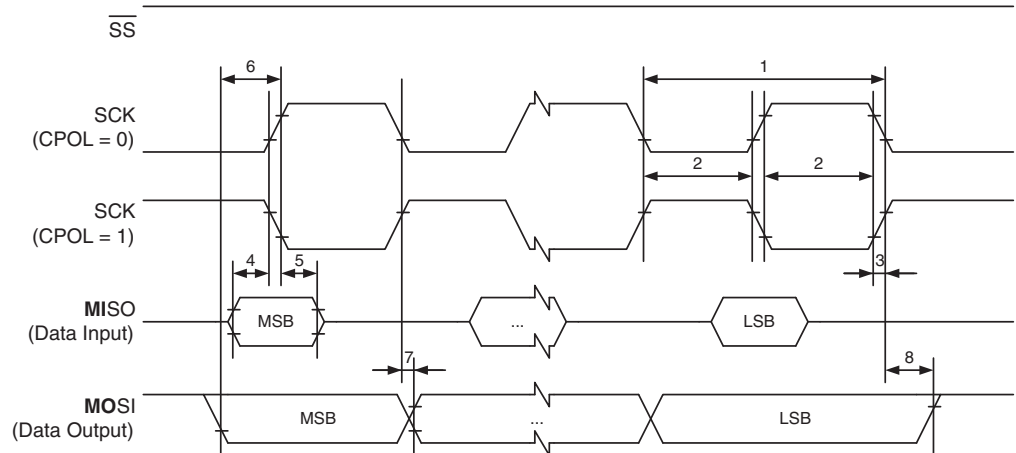 SS
6
1
SCK
(CPOL = 0)
2
2
SCK
(CPOL = 1)
4
5
3
MISO
(Data Input)
MSB
...
LSB
7
8
MOSI
(Data Output)
MSB
...
LSB